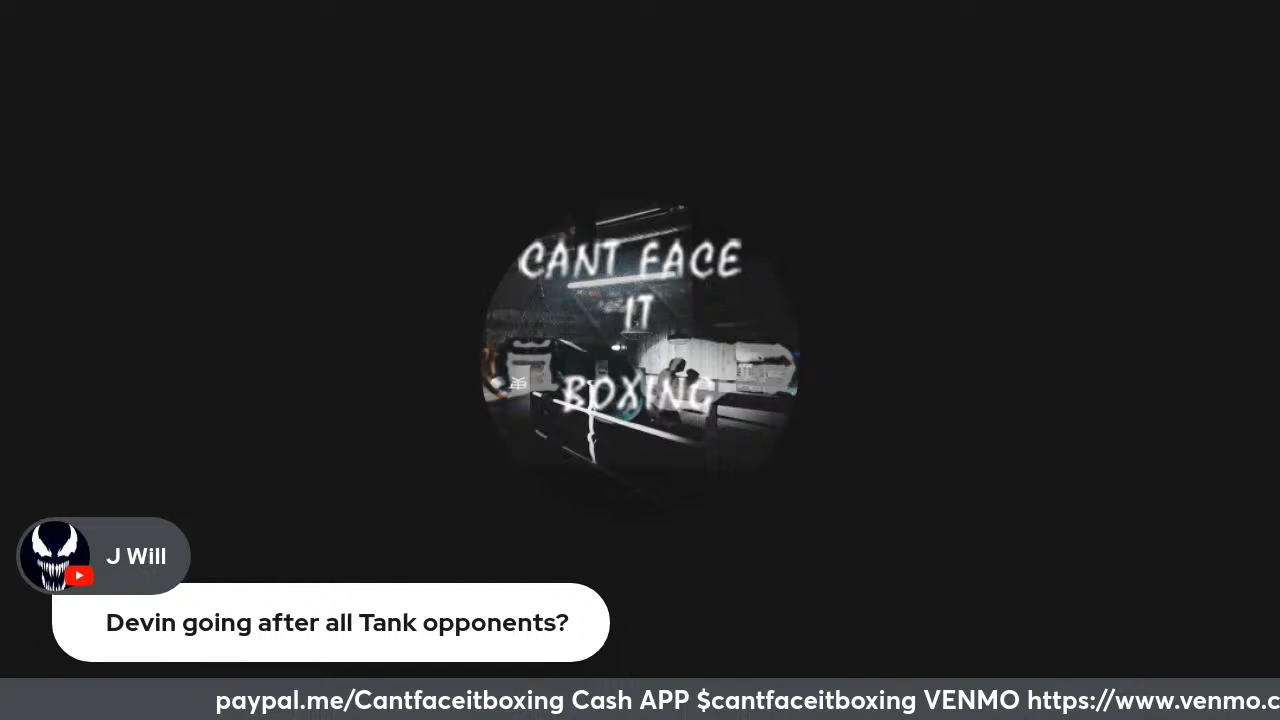 CANT FACE
IT
BOXING
J Will
Devin going after all Tank opponents?
paypal.me/Cantfaceitboxing Cash APP $cantfaceitboxing VENMO https://www.venmo.c